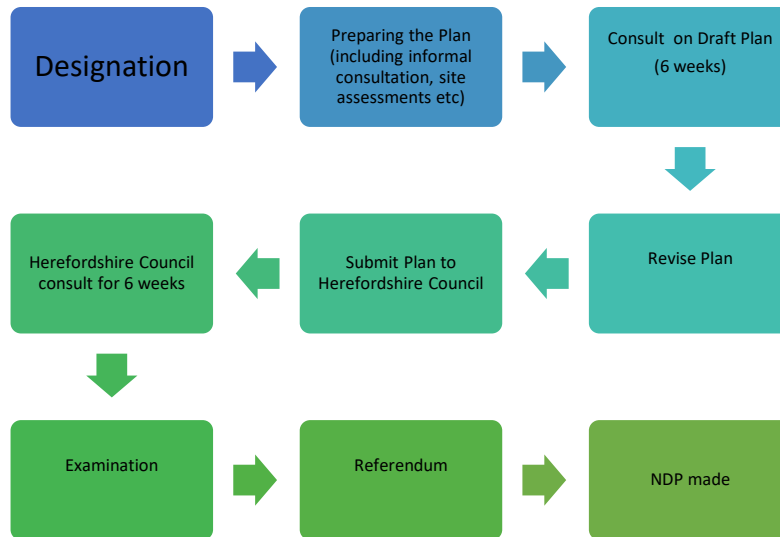 Designation
Preparing the Plan
(including informal
consultation, site
assessments etc)
Consult on Draft Plan
(6 weeks)
Revise Plan
Submit Plan to
Herefordshire Council
Herefordshire Council
consult for 6 weeks
Examination
Referendum
NDP made